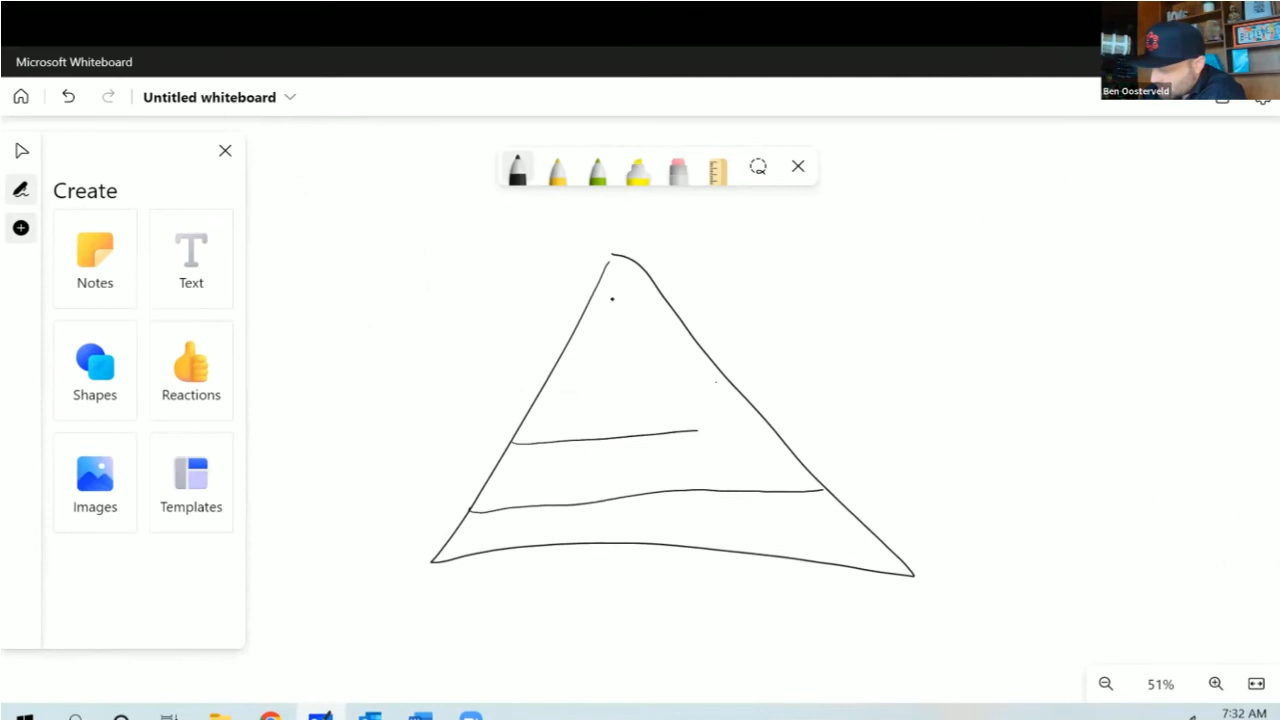 Microsoft Whiteboard
Ben Oosterveld
Untitled whiteboard
Create
Notes
Text
Shapes
Reactions
Images
Templates
51%
7:32 AM